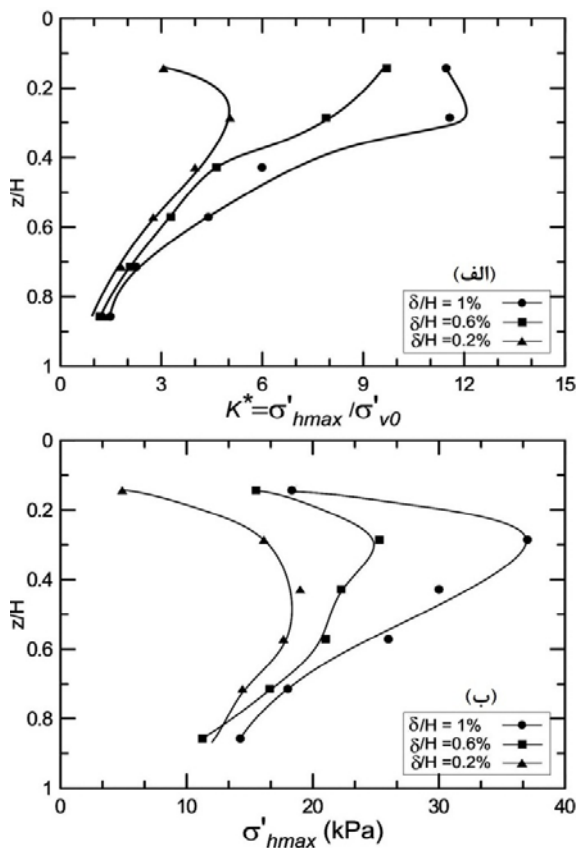 0
0.2
0.4
z/H
0.6
0.8
1
(الف)
δ/H = 1%
δ/H =0.6%
δ/H =0.2%
0 3 6 9 12 15
K*=σ'hmax /σ'v0
0
0.2
0.4
z/H
0.6
0.8
1
(ب)
δ/H = 1%
δ/H =0.6%
δ/H =0.2%
0 10 20 30 40
σ'hmax (kPa)